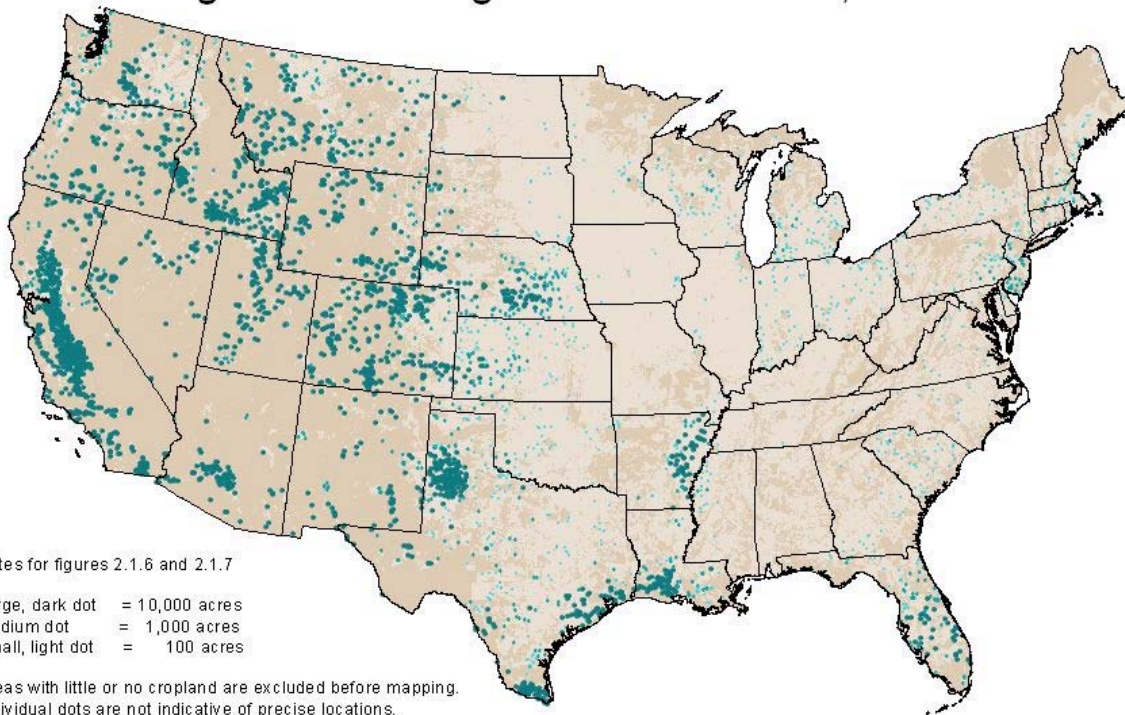 tes for figures 2.1.6 and 2.1.7
rge, dark dot = 10,000 acres
dium dot = 1,000 acres
all, light dot = 100 acres
eas with little or no cropland are excluded before mapping.
ividual dots are not indicative of precise locations.